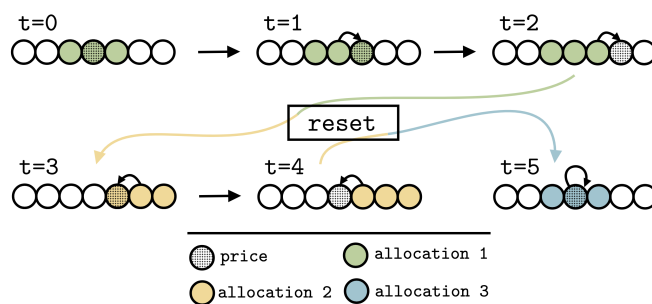 t=0
t=1
t=2
reset
t=3
t=4
t=5
price
allocation 1
allocation 2
allocation 3